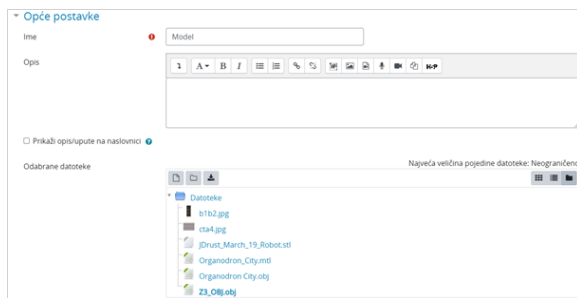 Opće postavke
Ime
Model
Opis
A B I H-P
Prikaži opis/upute na naslovnici
Odabrane datoteke
Najveća veličina pojedine datoteke: Neograničeno
Datoteke
b1b2.jpg
cta4.jpg
JDrust_March_19_Robot.stl
Organodron_City.mtl
Organodron City.obj
Z3_OBJ.obj